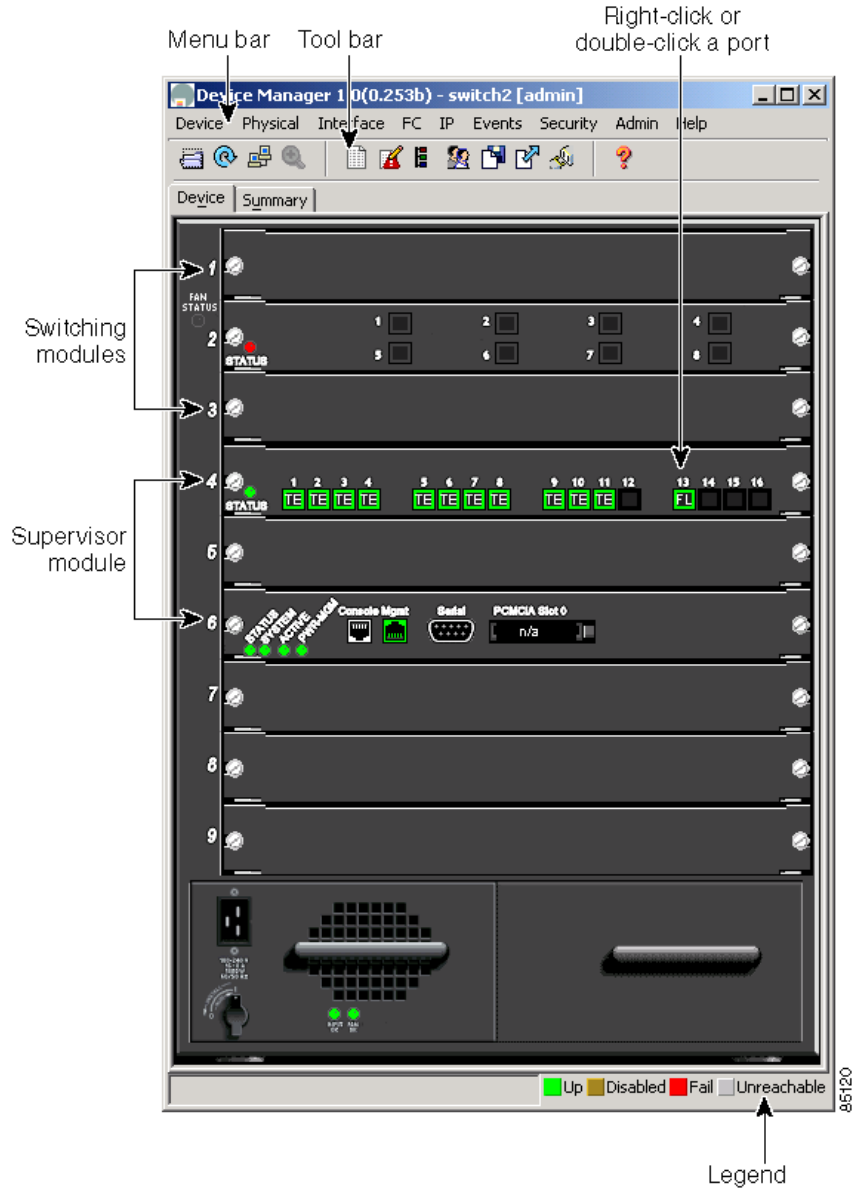 Right-click or
double-click a port
Menu bar Tool bar
Device Manager 1.0(0.253b) - switch2 [admin]
Device Physical Interface FC IP Events Security Admin Help
Device Summary
1
FAN
STATUS
1 2 3 4
2
STATUS
5 6 7 8
Switching
modules
3
4
STATUS
1 2 3 4 5 6 7 8 9 10 11 12 13 14 15 16
TE TE TE TE TE TE TE TE TE TE TE FL
Supervisor
module
5
6
STATUS
SYSTEM
ACTIVE
PWR-MGM
Console Mgmt Serial PCMCIA Slot 0
n/a
7
8
9
Up Disabled Fail Unreachable
85120
Legend